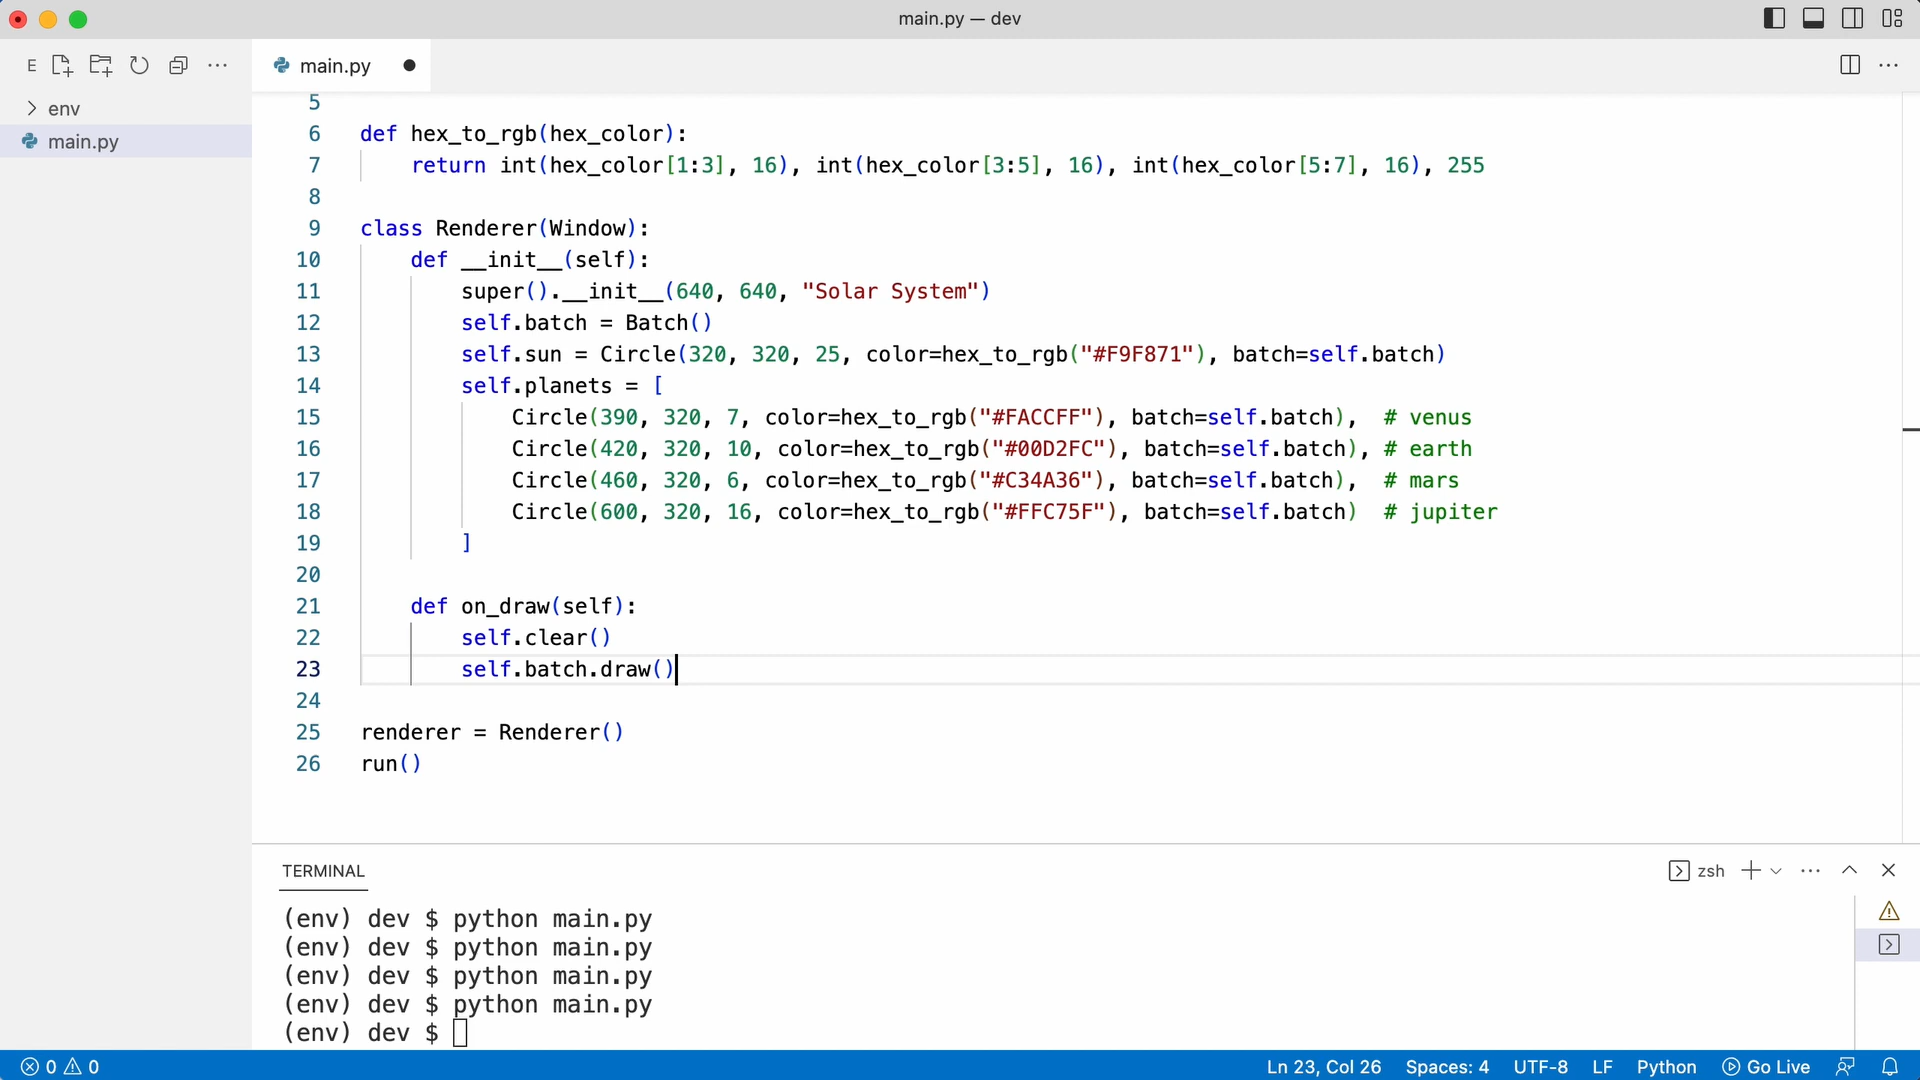 main.py — dev
E
main.py
env
main.py
5
6 def hex_to_rgb(hex_color):
7 return int(hex_color[1:3], 16), int(hex_color[3:5], 16), int(hex_color[5:7], 16), 255
8
9 class Renderer(Window):
10 def __init__(self):
11 super().__init__(640, 640, "Solar System")
12 self.batch = Batch()
13 self.sun = Circle(320, 320, 25, color=hex_to_rgb("#F9F871"), batch=self.batch)
14 self.planets = [
15 Circle(390, 320, 7, color=hex_to_rgb("#FACCFF"), batch=self.batch), # venus
16 Circle(420, 320, 10, color=hex_to_rgb("#00D2FC"), batch=self.batch), # earth
17 Circle(460, 320, 6, color=hex_to_rgb("#C34A36"), batch=self.batch), # mars
18 Circle(600, 320, 16, color=hex_to_rgb("#FFC75F"), batch=self.batch) # jupiter
19 ]
20
21 def on_draw(self):
22 self.clear()
23 self.batch.draw()
24
25 renderer = Renderer()
26 run()
TERMINAL
zsh
(env) dev $ python main.py
(env) dev $ python main.py
(env) dev $ python main.py
(env) dev $ python main.py
(env) dev $
0 0
Ln 23, Col 26 Spaces: 4 UTF-8 LF Python Go Live